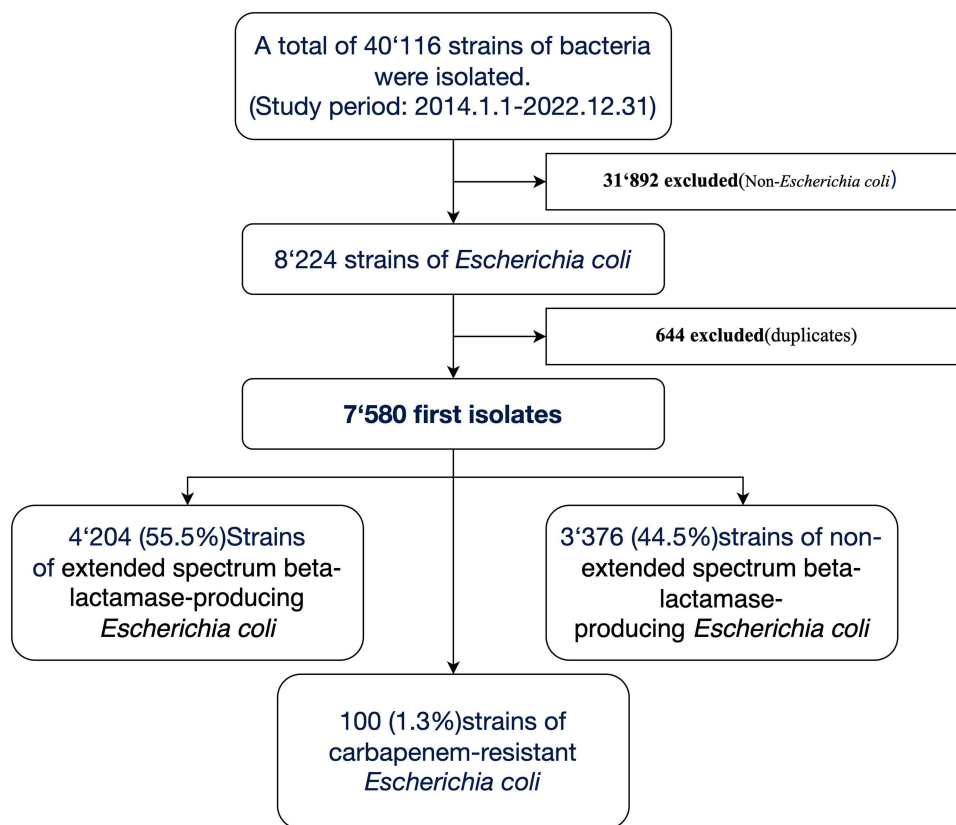 A total of 40‘116 strains of bacteria
were isolated.
(Study period: 2014.1.1-2022.12.31)
31‘892 excluded(Non-Escherichia coli)
8‘224 strains of Escherichia coli
644 excluded(duplicates)
7‘580 first isolates
4‘204 (55.5%)Strains
of extended spectrum beta-
lactamase-producing
Escherichia coli
3‘376 (44.5%)strains of non-
extended spectrum beta-
lactamase-
producing Escherichia coli
100 (1.3%)strains of
carbapenem-resistant
Escherichia coli